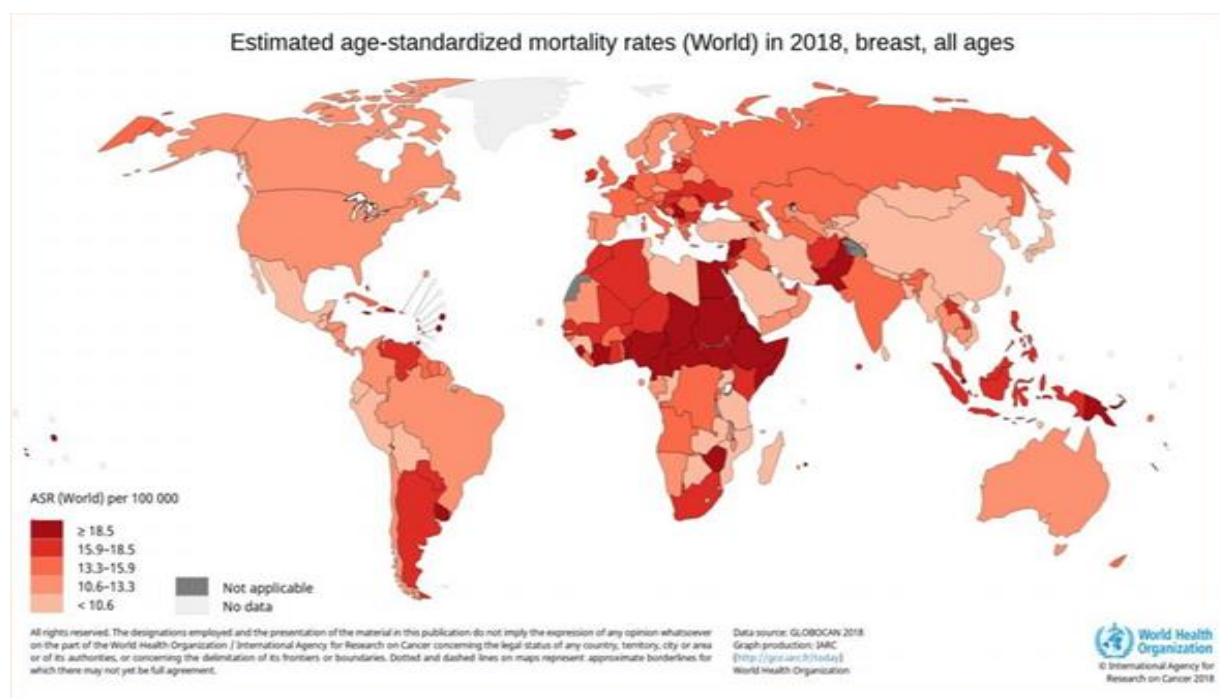 Estimated age-standardized mortality rates (World) in 2018, breast, all ages
ASR (World) per 100 000
≥ 18.5
15.9–18.5
13.3–15.9
10.6–13.3
< 10.6
Not applicable
No data
All rights reserved. The designations employed and the presentation of the material in this publication do not imply the expression of any opinion whatsoever
on the part of the World Health Organization / International Agency for Research on Cancer concerning the legal status of any country, territory, city or area
or of its authorities, or concerning the delimitation of its frontiers or boundaries. Dotted and dashed lines on maps represent approximate borderlines for
which there may not yet be full agreement.
Data source: GLOBOCAN 2018
Graph production: IARC
(http://gco.iarc.fr/today)
World Health Organization
World Health
Organization
© International Agency for
Research on Cancer 2018